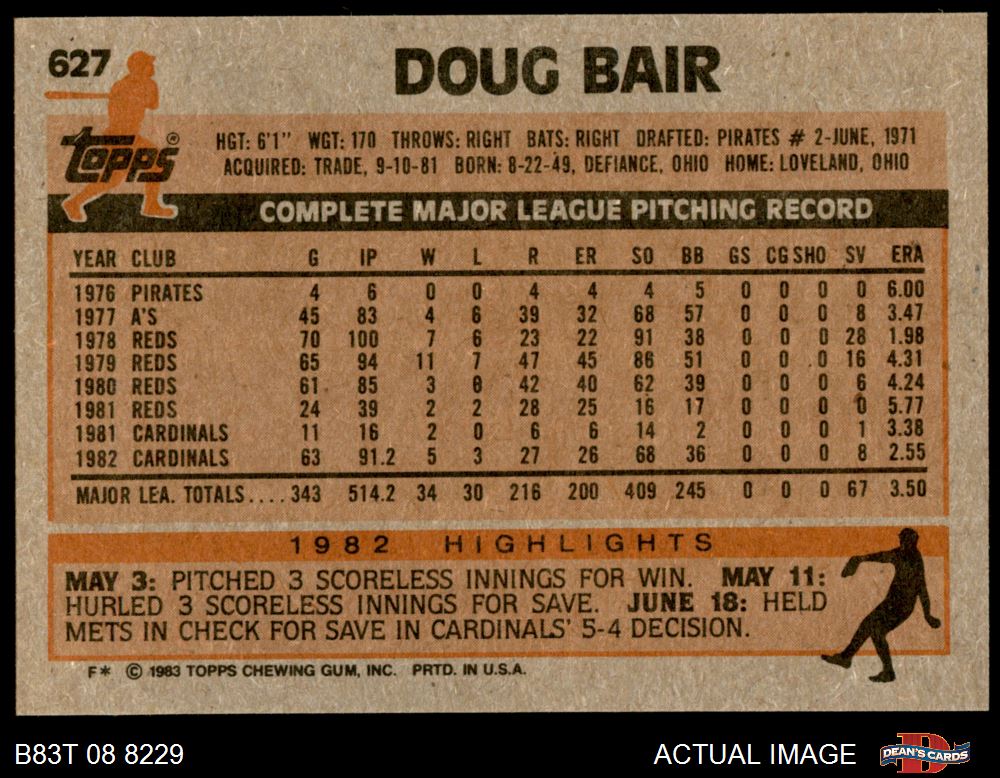 627
DOUG BAIR
Topps®
HGT: 6'1" WGT: 170 THROWS: RIGHT BATS: RIGHT DRAFTED: PIRATES # 2-JUNE, 1971
ACQUIRED: TRADE, 9-10-81 BORN: 8-22-49, DEFIANCE, OHIO HOME: LOVELAND, OHIO
COMPLETE MAJOR LEAGUE PITCHING RECORD
YEAR CLUB G IP W L R ER SO BB GS CG SHO SV ERA
1976 PIRATES 4 6 0 0 4 4 4 5 0 0 0 0 6.00
1977 A'S 45 83 4 6 39 32 68 57 0 0 0 8 3.47
1978 REDS 70 100 7 6 23 22 91 38 0 0 0 28 1.98
1979 REDS 65 94 11 7 47 45 86 51 0 0 0 16 4.31
1980 REDS 61 85 3 6 42 40 62 39 0 0 0 6 4.24
1981 REDS 24 39 2 2 28 25 16 17 0 0 0 0 5.77
1981 CARDINALS 11 16 2 0 6 6 14 2 0 0 0 1 3.38
1982 CARDINALS 63 91.2 5 3 27 26 68 36 0 0 0 8 2.55
MAJOR LEA. TOTALS.... 343 514.2 34 30 216 200 409 245 0 0 0 67 3.50
1982 HIGHLIGHTS
MAY 3: PITCHED 3 SCORELESS INNINGS FOR WIN. MAY 11:
HURLED 3 SCORELESS INNINGS FOR SAVE. JUNE 18: HELD
METS IN CHECK FOR SAVE IN CARDINALS' 5-4 DECISION.
F* © 1983 TOPPS CHEWING GUM, INC. PRTD. IN U.S.A.
B83T 08 8229
ACTUAL IMAGE
D
DEAN'S CARDS